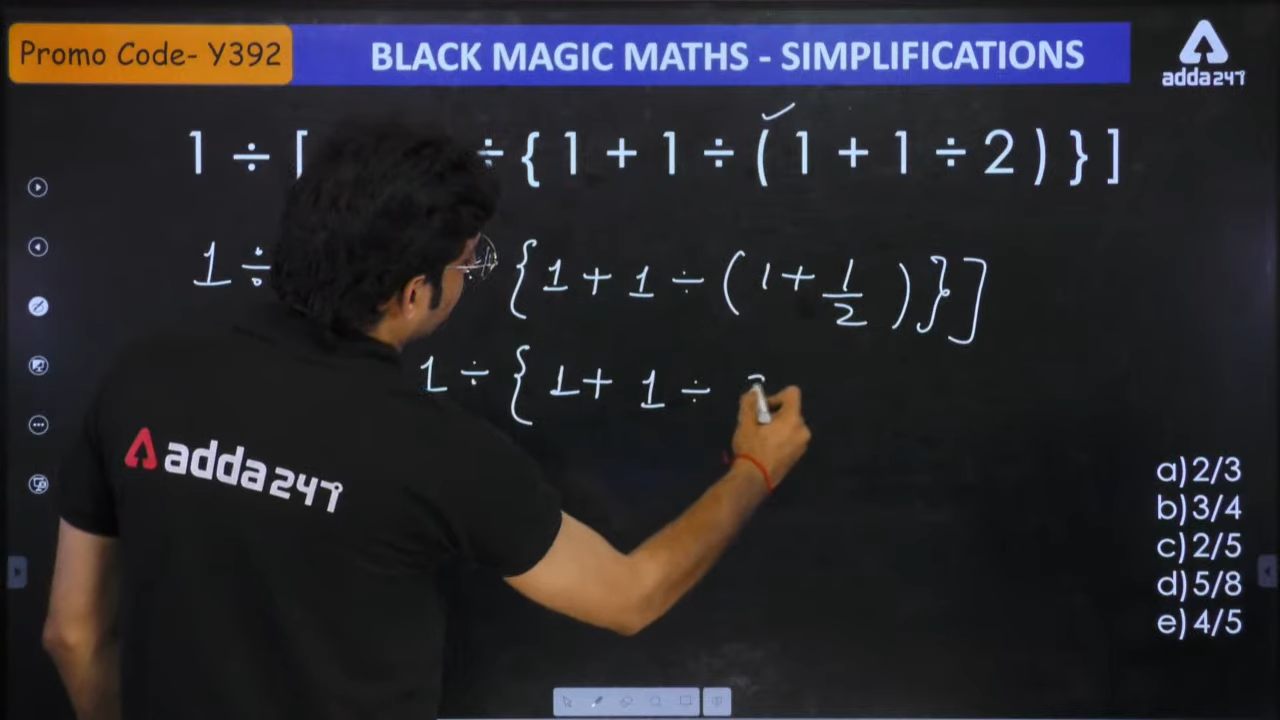 Promo Code- Y392
BLACK MAGIC MATHS - SIMPLIFICATIONS
adda247
1 ÷ [ ÷ { 1 + 1 ÷ ( 1 + 1 ÷ 2 ) } ]
1 ÷ { 1 + 1 ÷ ( 1 + 1/2 ) } ]
1 ÷ { 1 + 1 ÷
adda247
a) 2/3
b) 3/4
c) 2/5
d) 5/8
e) 4/5